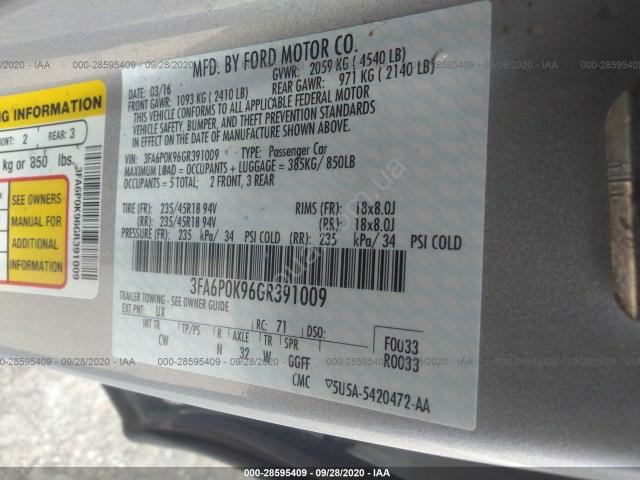 000-28595409 - 09/28/2020 - IAA
MFD. BY FORD MOTOR CO.
DATE: 03/16
GVWR: 2059 KG ( 4540 LB)
FRONT GAWR: 1093 KG ( 2410 LB)
REAR GAWR: 971 KG ( 2140 LB)
THIS VEHICLE CONFORMS TO ALL APPLICABLE FEDERAL MOTOR
VEHICLE SAFETY, BUMPER, AND THEFT PREVENTION STANDARDS
IN EFFECT ON THE DATE OF MANUFACTURE SHOWN ABOVE.
VIN: 3FA6P0K96GR391009 TYPE: Passenger Car
MAXIMUM LOAD = OCCUPANTS + LUGGAGE = 385KG/ 850LB
OCCUPANTS = 5 TOTAL: 2 FRONT, 3 REAR
TIRE (FR): 235/45R18 94V RIMS (FR): 18x8.0J
(RR): 235/45R18 94V (RR): 18x8.0J
PRESSURE (FR): 235 kPa/ 34 PSI COLD (RR): 235 kPa/ 34 PSI COLD
3FA6P0K96GR391009
TRAILER TOWING - SEE OWNER GUIDE
EXT PNT: UX RC: 71 DSO:
INT TR TP/PS R AXLE TR SPR
CW N 32 W GGFF
F0033
R0033
CMC 5U5A-5420472-AA
NG INFORMATION
RONT: 2 REAR: 3
kg or 850 lbs.
SEE OWNERS
MANUAL FOR
ADDITIONAL
INFORMATION
3FA6P0K96GR391009
000-28595409 - 09/28/2020 - IAA